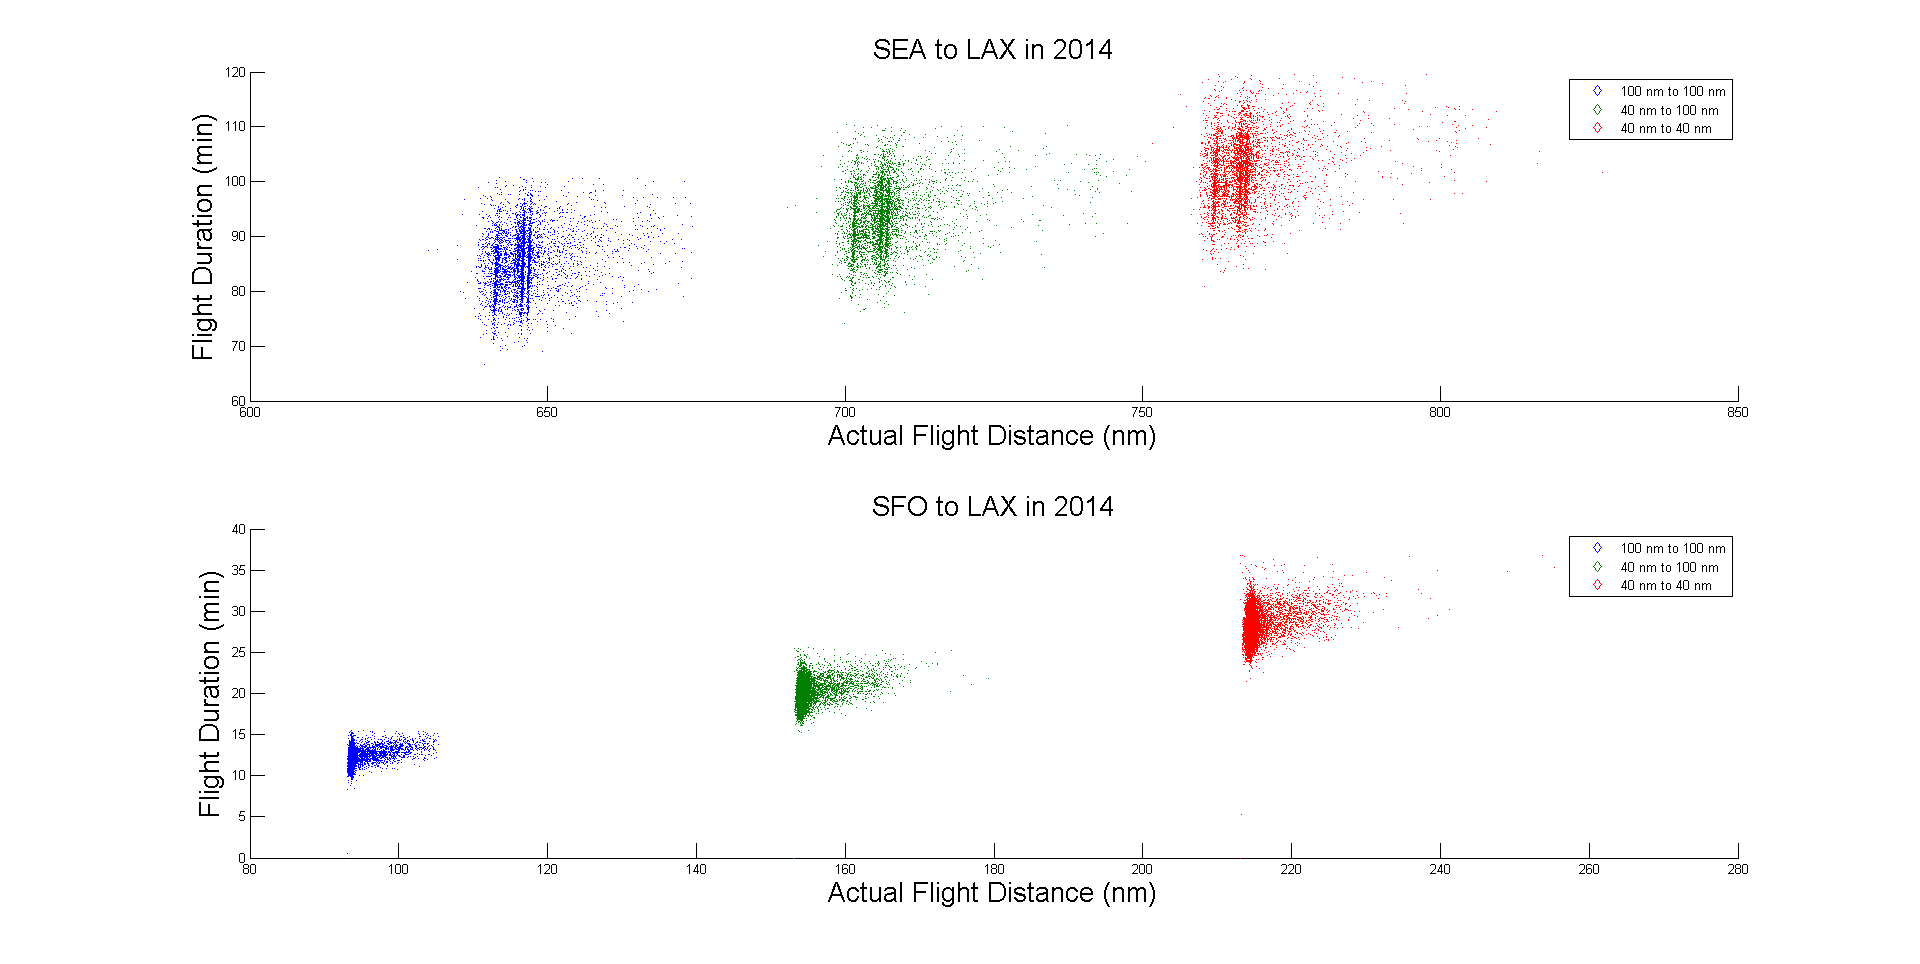 SEA to LAX in 2014
120
110
100
90
80
70
60
Flight Duration (min)
100 nm to 100 nm
40 nm to 100 nm
40 nm to 40 nm
600 650 700 750 800 850
Actual Flight Distance (nm)
SFO to LAX in 2014
40
35
30
25
20
15
10
5
0
Flight Duration (min)
100 nm to 100 nm
40 nm to 100 nm
40 nm to 40 nm
80 100 120 140 160 180 200 220 240 260 280
Actual Flight Distance (nm)